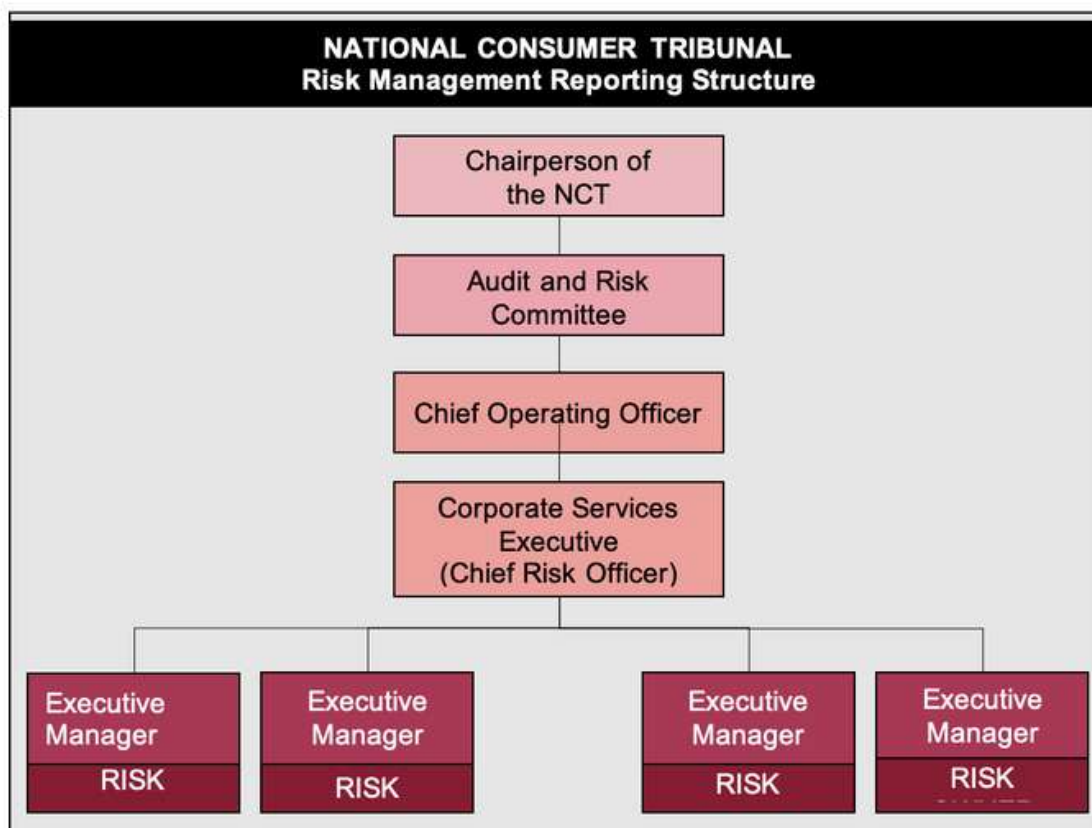 NATIONAL CONSUMER TRIBUNAL
Risk Management Reporting Structure
Chairperson of
the NCT
Audit and Risk
Committee
Chief Operating Officer
Corporate Services
Executive
(Chief Risk Officer)
Executive
Manager
RISK
Executive
Manager
RISK
Executive
Manager
RISK
Executive
Manager
RISK